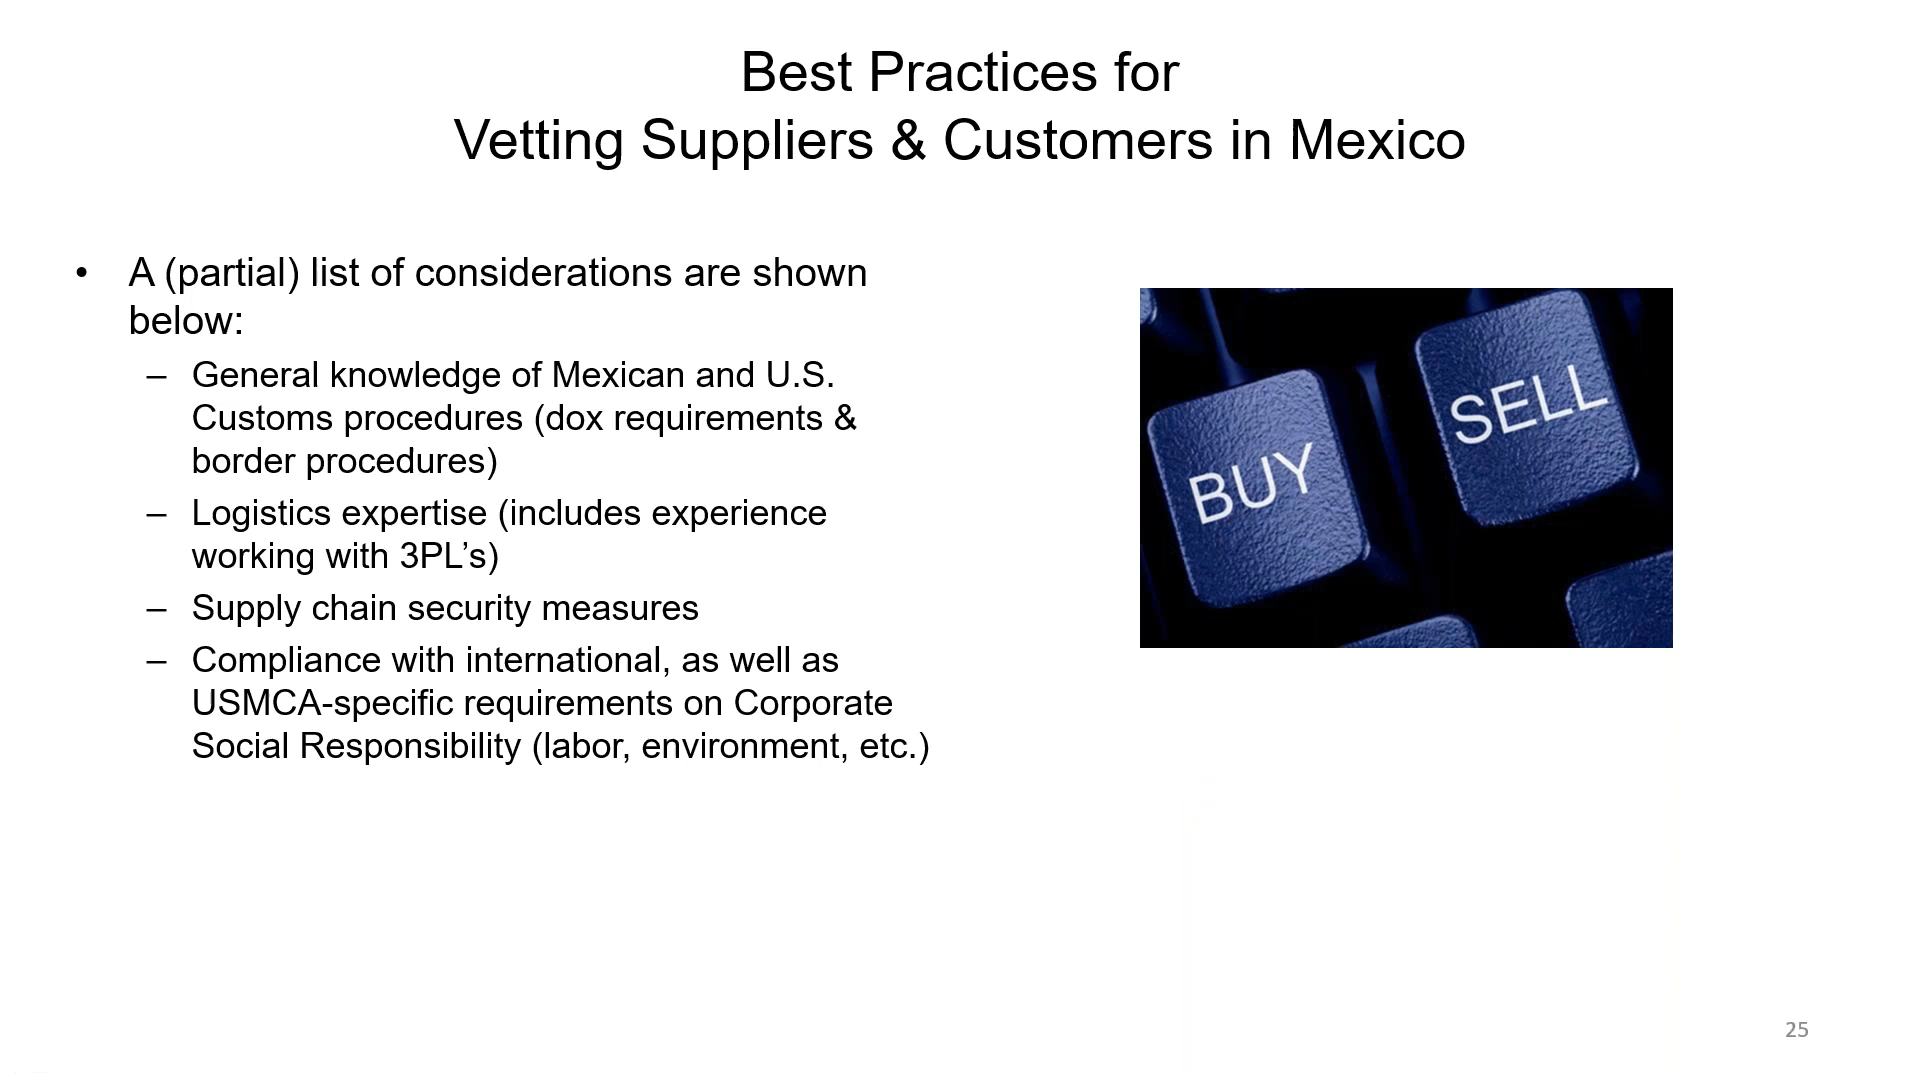 Best Practices for
Vetting Suppliers & Customers in Mexico
• A (partial) list of considerations are shown
below:
– General knowledge of Mexican and U.S.
Customs procedures (dox requirements &
border procedures)
– Logistics expertise (includes experience
working with 3PL’s)
– Supply chain security measures
– Compliance with international, as well as
USMCA-specific requirements on Corporate
Social Responsibility (labor, environment, etc.)
BUY
SELL
25